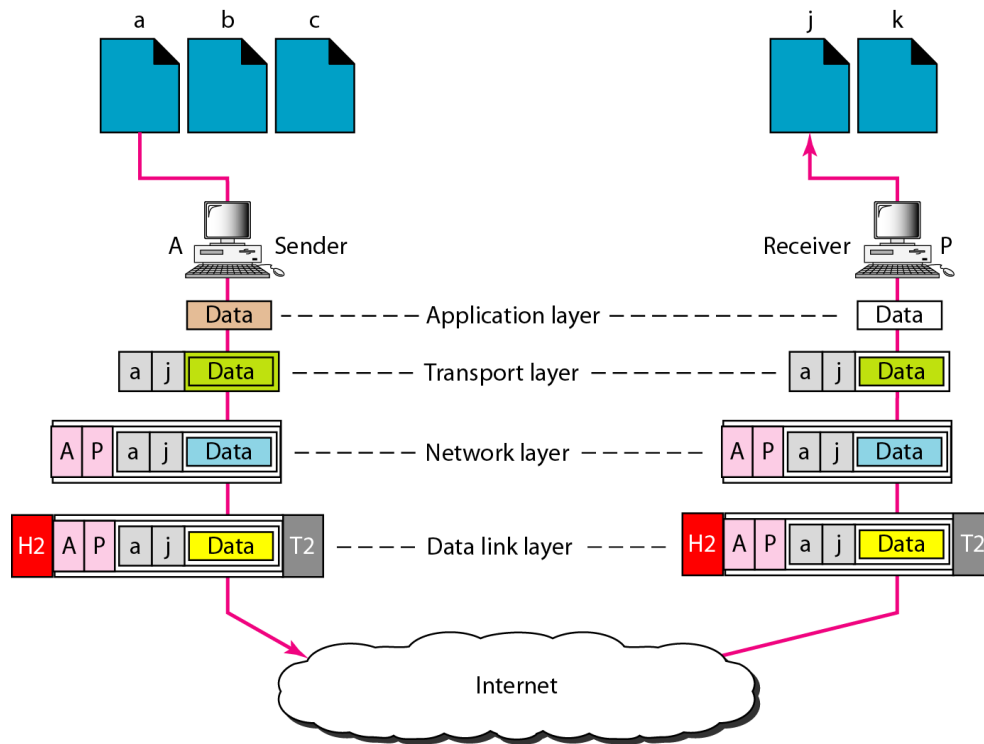 a b c j k
A Sender Receiver P
Data Application layer Data
a j Data Transport layer a j Data
A P a j Data Network layer A P a j Data
H2 A P a j Data T2 Data link layer H2 A P a j Data T2
Internet